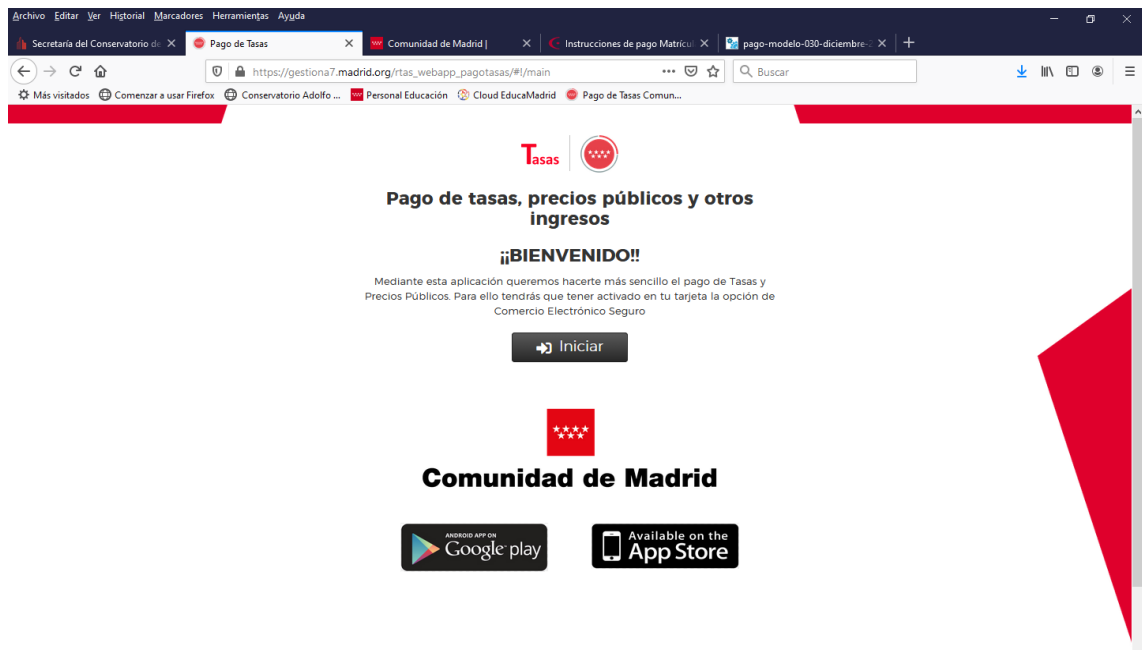 Archivo Editar Ver Historial Marcadores Herramientas Ayuda
Secretaría del Conservatorio de
Pago de Tasas
Comunidad de Madrid |
Instrucciones de pago Matrícul
pago-modelo-030-diciembre-2
https://gestiona7.madrid.org/rtas_webapp_pagotasas/#!/main
Buscar
Más visitados
Comenzar a usar Firefox
Conservatorio Adolfo ...
Personal Educación
Cloud EducaMadrid
Pago de Tasas Comun...
Tasas
Pago de tasas, precios públicos y otros
ingresos
¡¡BIENVENIDO!!
Mediante esta aplicación queremos hacerte más sencillo el pago de Tasas y
Precios Públicos. Para ello tendrás que tener activado en tu tarjeta la opción de
Comercio Electrónico Seguro
Iniciar
Comunidad de Madrid
ANDROID APP ON
Google play
Available on the
App Store